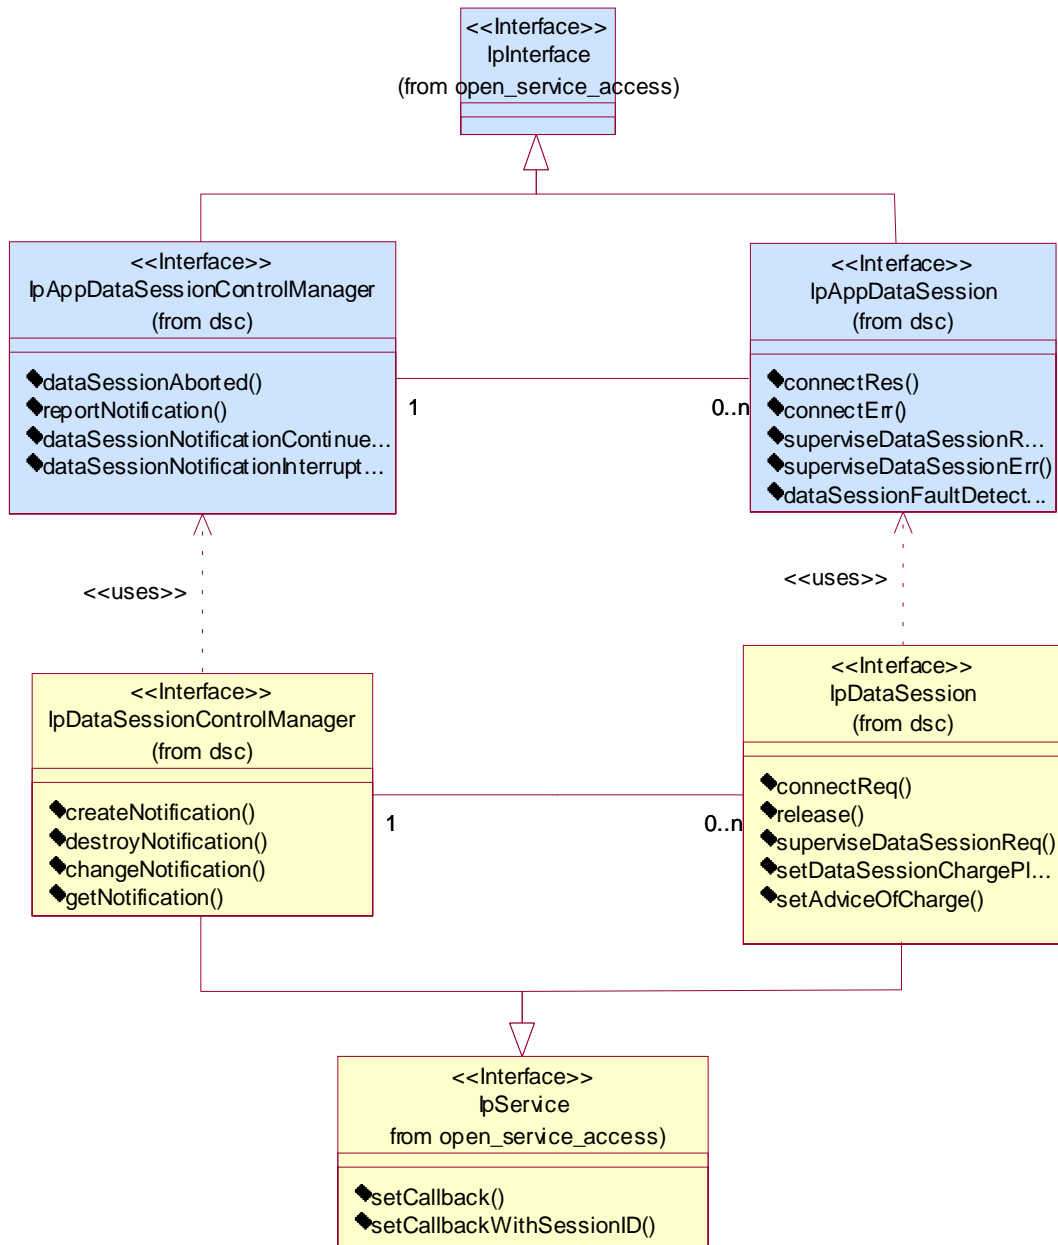 <<Interface>>
IpInterface
(from open_service_access)
<<Interface>>
IpAppDataSessionControlManager
(from dsc)
dataSessionAborted()
reportNotification()
dataSessionNotificationContinue...
dataSessionNotificationInterrupt...
<<Interface>>
IpAppDataSession
(from dsc)
connectRes()
connectErr()
superviseDataSessionR...
superviseDataSessionErr()
dataSessionFaultDetect...
1
0..n
<<uses>>
<<uses>>
<<Interface>>
IpDataSessionControlManager
(from dsc)
createNotification()
destroyNotification()
changeNotification()
getNotification()
<<Interface>>
IpDataSession
(from dsc)
connectReq()
release()
superviseDataSessionReq()
setDataSessionChargePl...
setAdviceOfCharge()
1
0..n
<<Interface>>
IpService
from open_service_access)
setCallback()
setCallbackWithSessionID()